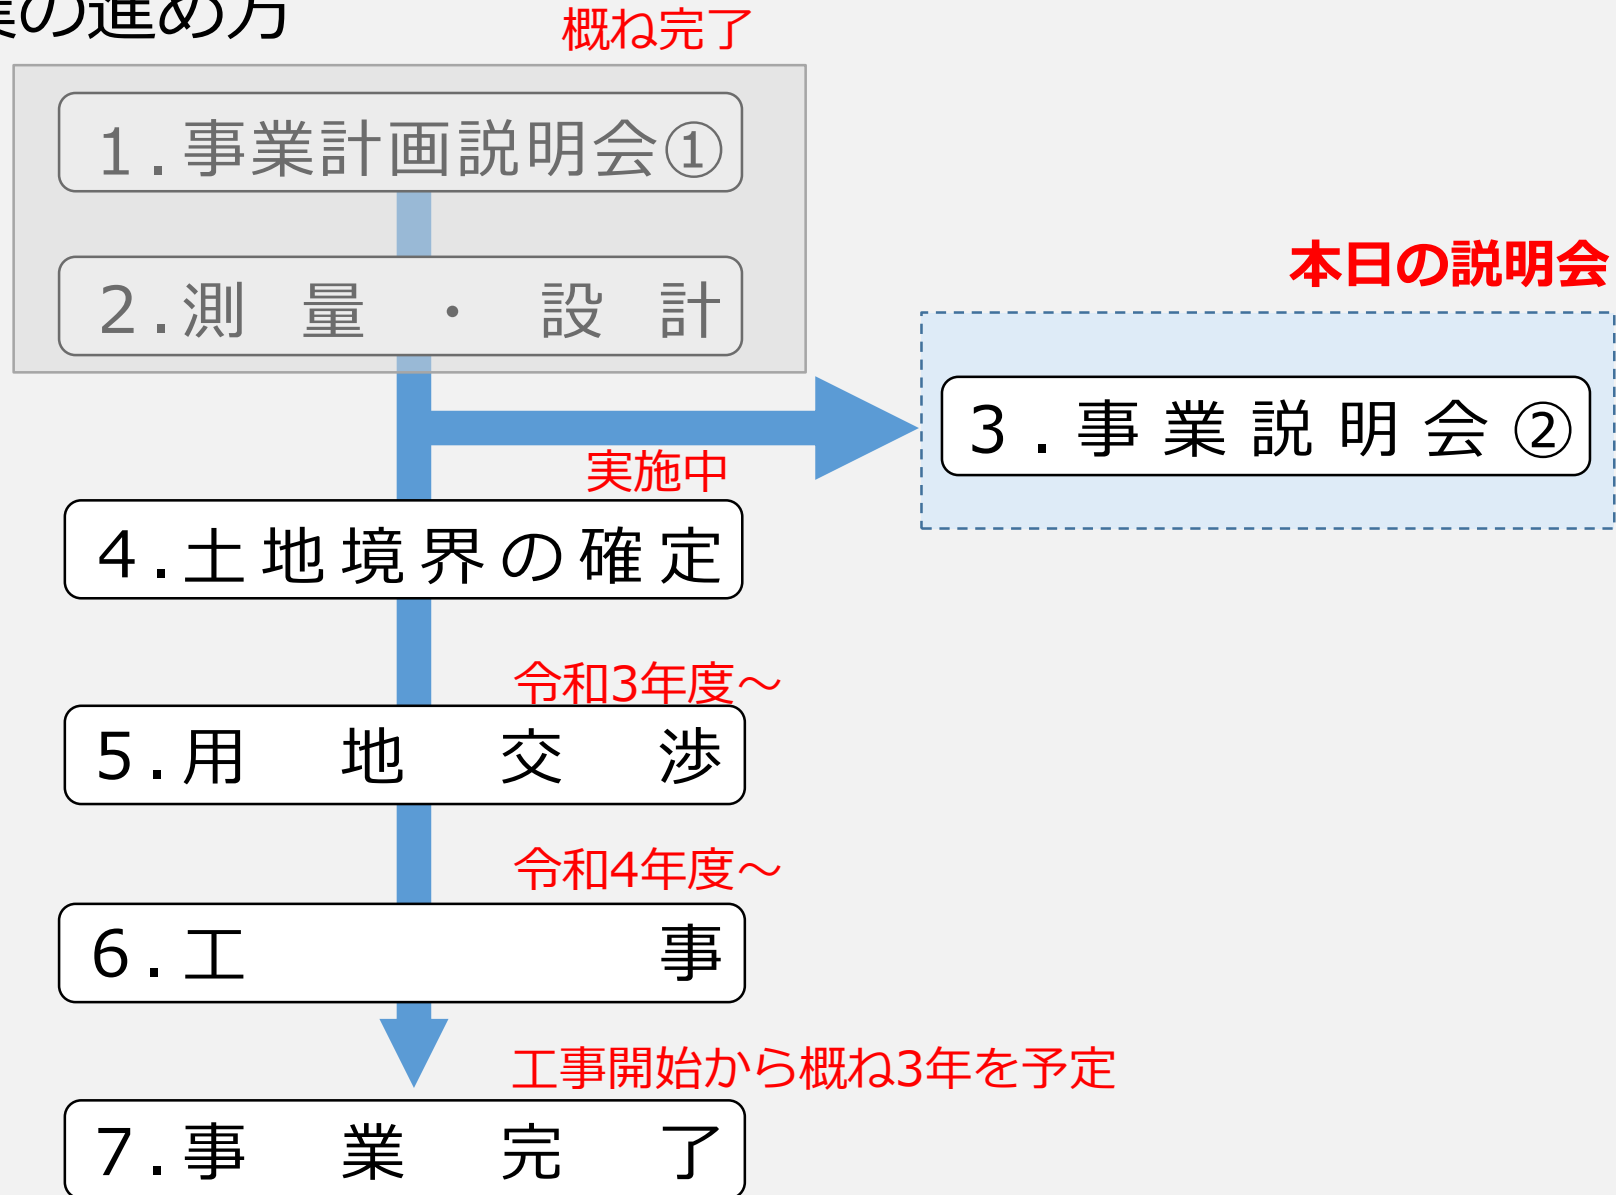 業の進め方
概ね完了
1.事業計画説明会①
2.測量・設計
本日の説明会
3.事業説明会②
実施中
4.土地境界の確定
令和3年度～
5.用地交渉
令和4年度～
6.工事
工事開始から概ね3年を予定
7.事業完了